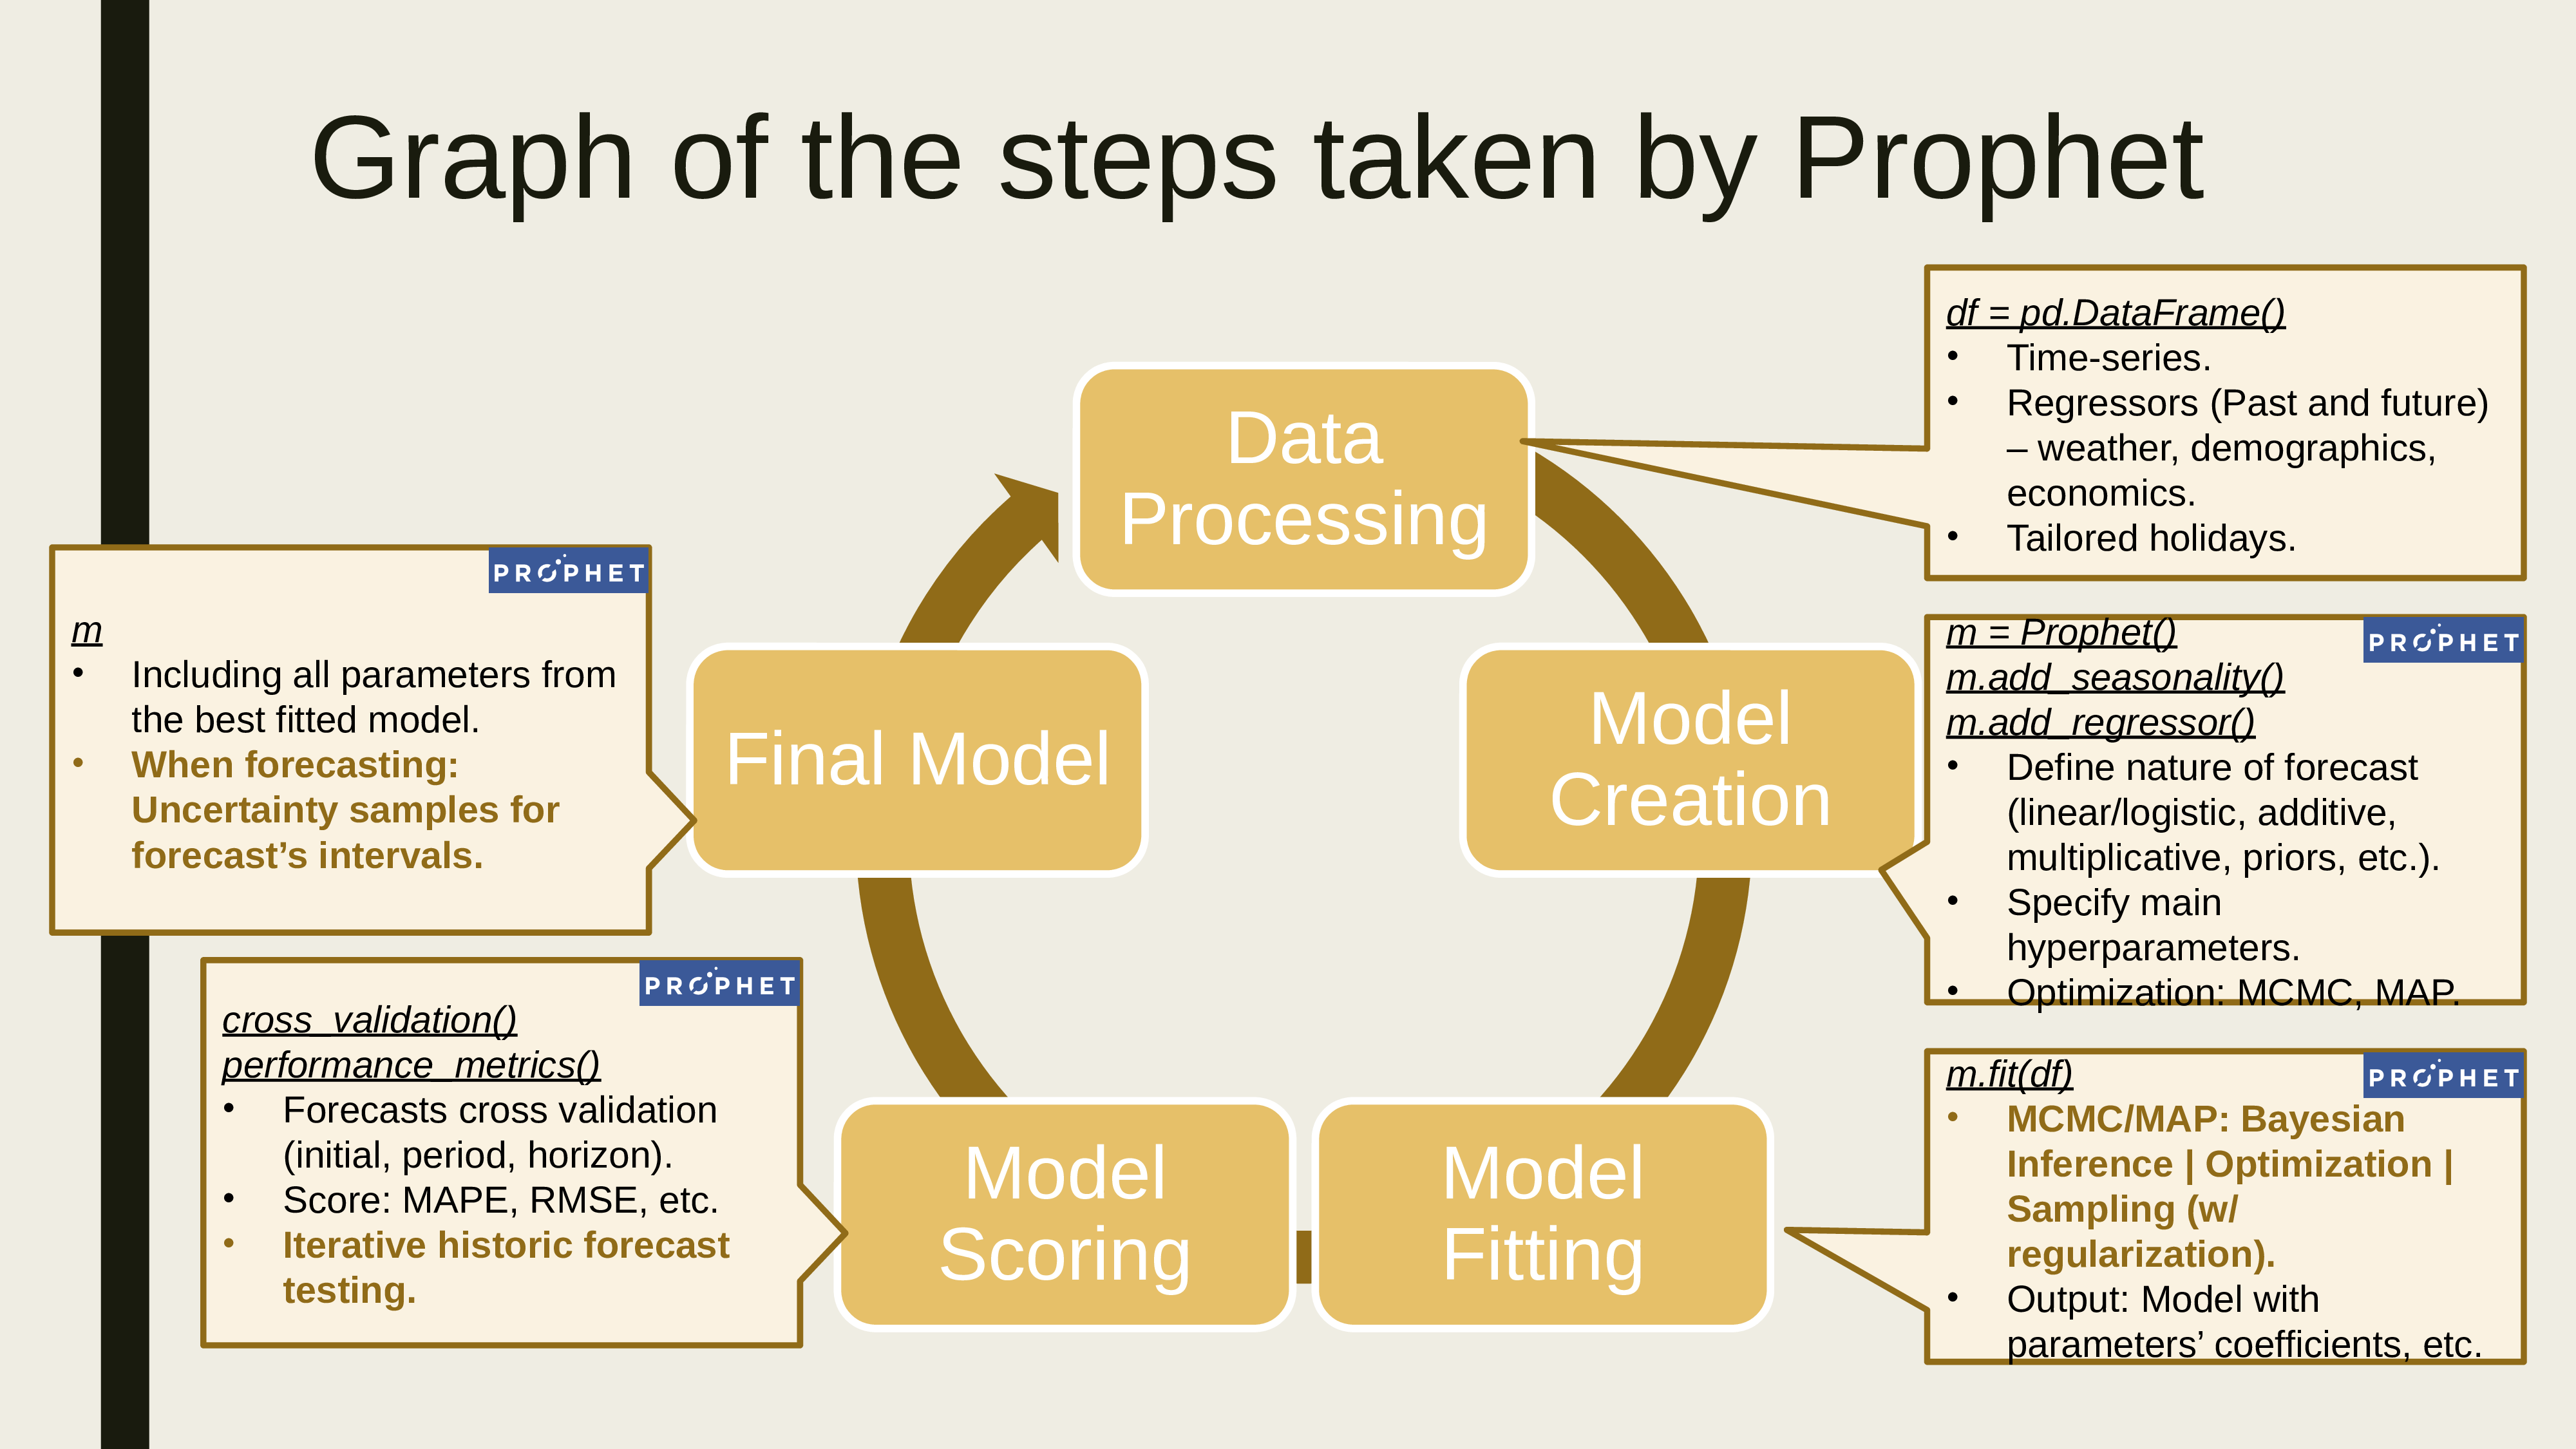 Graph of the steps taken by Prophet
df = pd.DataFrame()
• Time-series.
• Regressors (Past and future)
– weather, demographics,
economics.
• Tailored holidays.
Data
Processing
PROPHET
m = Prophet()
m.add_seasonality()
m.add_regressor()
• Define nature of forecast
(linear/logistic, additive,
multiplicative, priors, etc.).
• Specify main
hyperparameters.
• Optimization: MCMC, MAP.
Model
Creation
PROPHET
m.fit(df)
• MCMC/MAP: Bayesian
Inference | Optimization |
Sampling (w/
regularization).
• Output: Model with
parameters’ coefficients, etc.
Model
Fitting
PROPHET
cross_validation()
performance_metrics()
• Forecasts cross validation
(initial, period, horizon).
• Score: MAPE, RMSE, etc.
• Iterative historic forecast
testing.
Model
Scoring
PROPHET
m
• Including all parameters from
the best fitted model.
• When forecasting:
Uncertainty samples for
forecast’s intervals.
Final Model